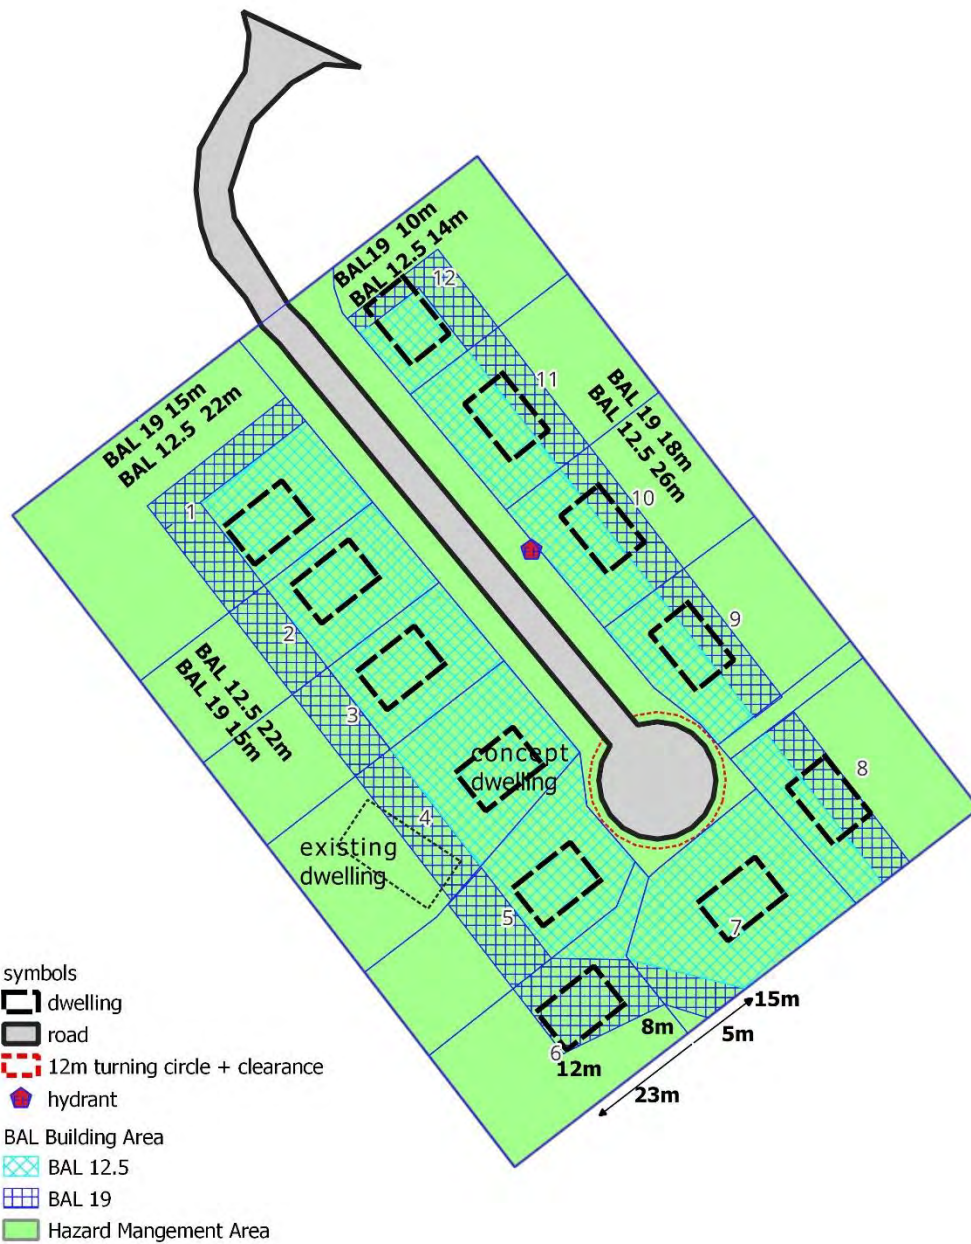 BAL19 10m
BAL 12.5 14m
12
11
BAL 19 18m
BAL 12.5 26m
BAL 19 15m
BAL 12.5 22m
10
1
9
2
BAL 12.5 22m
BAL 19 15m
3
concept
dwelling
8
4
existing
dwelling
5
7
6
15m
8m
5m
12m
23m
symbols
dwelling
road
12m turning circle + clearance
hydrant
BAL Building Area
BAL 12.5
BAL 19
Hazard Mangement Area